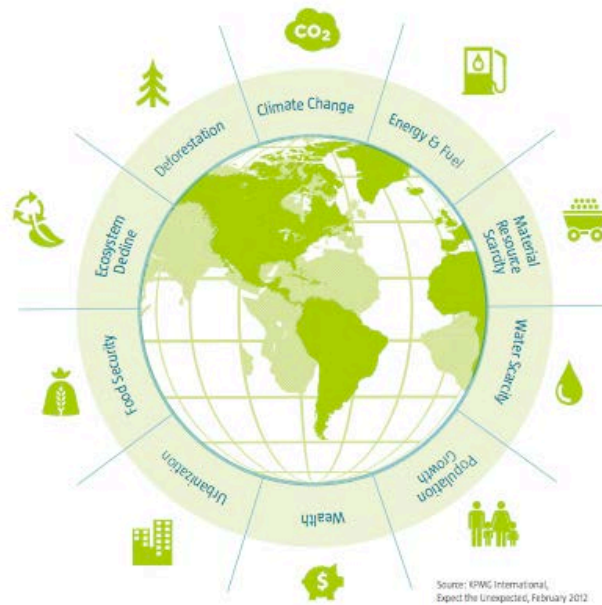 CO₂
Climate Change
Energy & Fuel
Material
Resource
Scarcity
Water Scarcity
Population
Growth
Wealth
$
Urbanization
Food Security
Ecosystem
Decline
Deforestation
Source: KPMG International,
Expect the Unexpected, February 2012